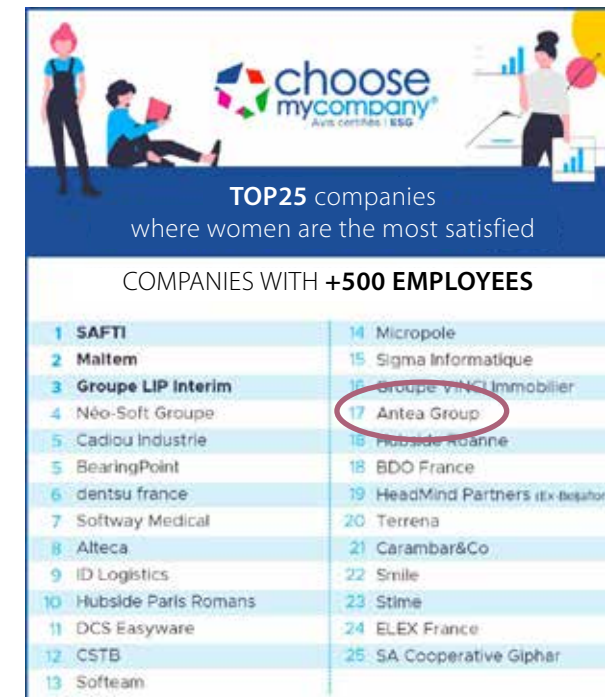 choose
mycompany®
Avis certifiés | ESG
TOP25 companies
where women are the most satisfied
COMPANIES WITH +500 EMPLOYEES
1 SAFTI
2 Maltem
3 Groupe LIP Interim
4 Néo-Soft Groupe
5 Cadiou Industrie
5 BearingPoint
6 dentsu france
7 Softway Medical
8 Alteca
9 ID Logistics
10 Hubside Paris Romans
11 DCS Easyware
12 CSTB
13 Softeam
14 Micropole
15 Sigma Informatique
16 Groupe VINCI Immobilier
17 Antea Group
18 Hubside Roanne
18 BDO France
19 HeadMind Partners
20 Terrena
21 Carambar&Co
22 Smile
23 Stime
24 ELEX France
25 SA Cooperative Giphar